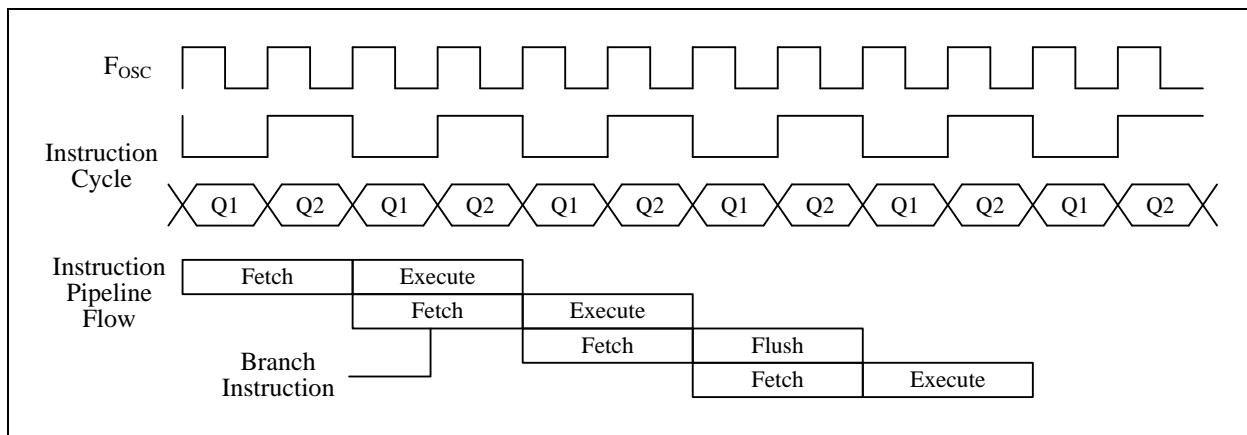 FOSC
Instruction
Cycle
Q1 Q2 Q1 Q2 Q1 Q2 Q1 Q2 Q1 Q2 Q1 Q2
Instruction
Pipeline
Flow
Fetch Execute
Fetch Execute
Fetch Flush
Fetch Execute
Branch
Instruction